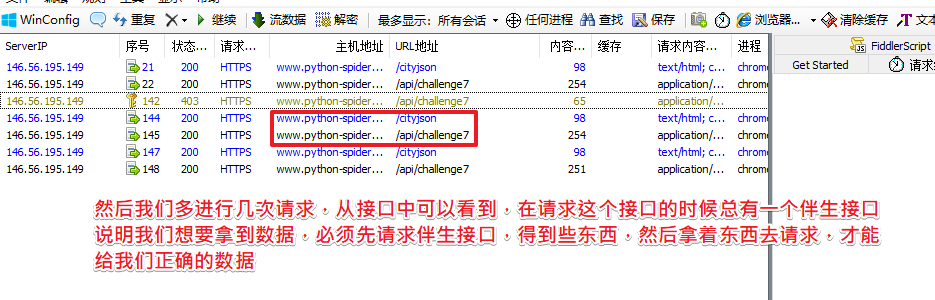 WinConfig 重复 继续 流数据 解密 最多显示: 所有会话 任何进程 查找 保存 浏览器... 清除缓存 文本
ServerIP 序号 状态... 请求... 主机地址 URL地址 内容... 缓存 请求内容... 进程
FiddlerScript
Get Started 请求
146.56.195.149 21 200 HTTPS www.python-spider... /cityjson 98 text/html; c... chrome
146.56.195.149 22 200 HTTPS www.python-spider... /api/challenge7 254 application/... chrome
146.56.195.149 142 403 HTTPS www.python-spider... /api/challenge7 65 application/...
146.56.195.149 144 200 HTTPS www.python-spider... /cityjson 98 text/html; c... chrome
146.56.195.149 145 200 HTTPS www.python-spider... /api/challenge7 254 application/... chrome
146.56.195.149 147 200 HTTPS www.python-spider... /cityjson 98 text/html; c... chrome
146.56.195.149 148 200 HTTPS www.python-spider... /api/challenge7 251 application/... chrome
然后我们多进行几次请求，从接口中可以看到，在请求这个接口的时候总有一个伴生接口
说明我们想要拿到数据，必须先请求伴生接口，得到些东西，然后拿着东西去请求，才能
给我们正确的数据